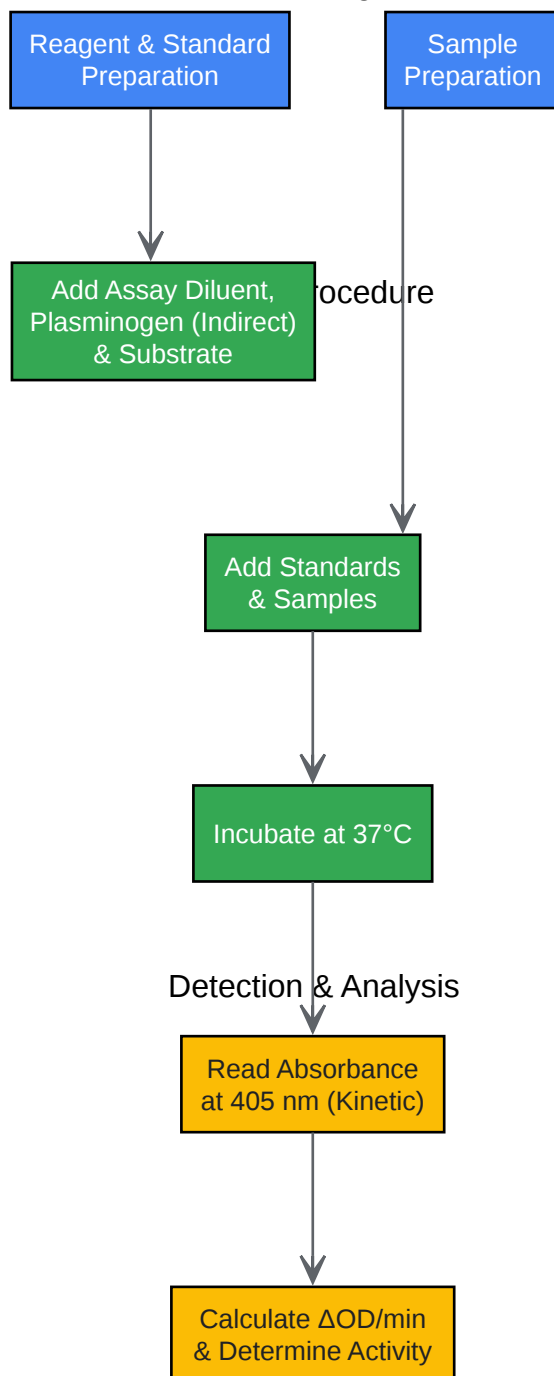 Reagent & Standard
Preparation
Sample
Preparation
Add Assay Diluent,
Plasminogen (Indirect)
& Substrate
rocedure
Add Standards
& Samples
Incubate at 37°C
Detection & Analysis
Read Absorbance
at 405 nm (Kinetic)
Calculate ΔOD/min
& Determine Activity